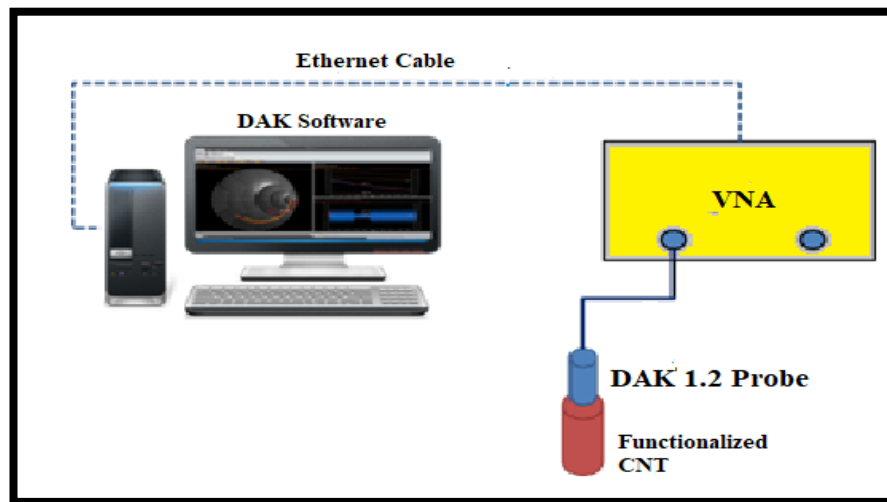 Ethernet Cable
DAK Software
VNA
DAK 1.2 Probe
Functionalized
CNT